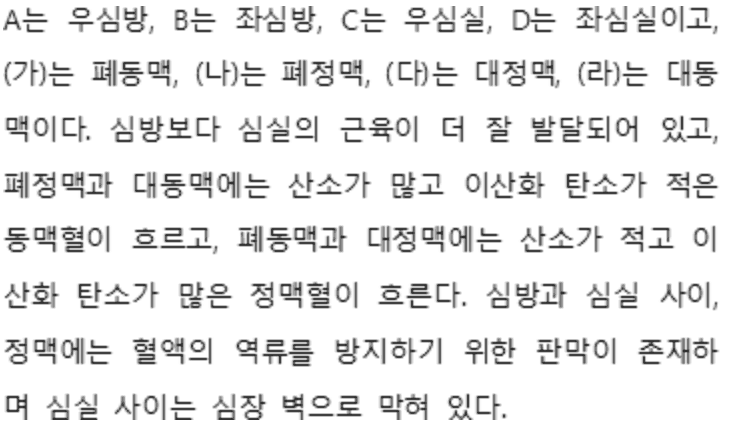 A는 우심방, B는 좌심방, C는 우심실, D는 좌심실이고,
(가)는 폐동맥, (나)는 폐정맥, (다)는 대정맥, (라)는 대동
맥이다. 심방보다 심실의 근육이 더 잘 발달되어 있고,
폐정맥과 대동맥에는 산소가 많고 이산화 탄소가 적은
동맥혈이 흐르고, 폐동맥과 대정맥에는 산소가 적고 이
산화 탄소가 많은 정맥혈이 흐른다. 심방과 심실 사이,
정맥에는 혈액의 역류를 방지하기 위한 판막이 존재하
며 심실 사이는 심장 벽으로 막혀 있다.